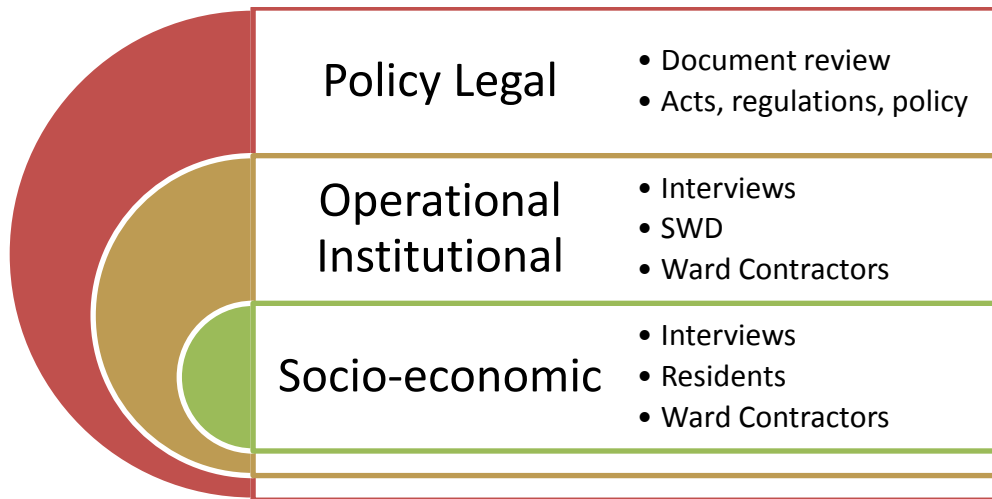 Policy Legal
• Document review
• Acts, regulations, policy
Operational
Institutional
• Interviews
• SWD
• Ward Contractors
Socio-economic
• Interviews
• Residents
• Ward Contractors